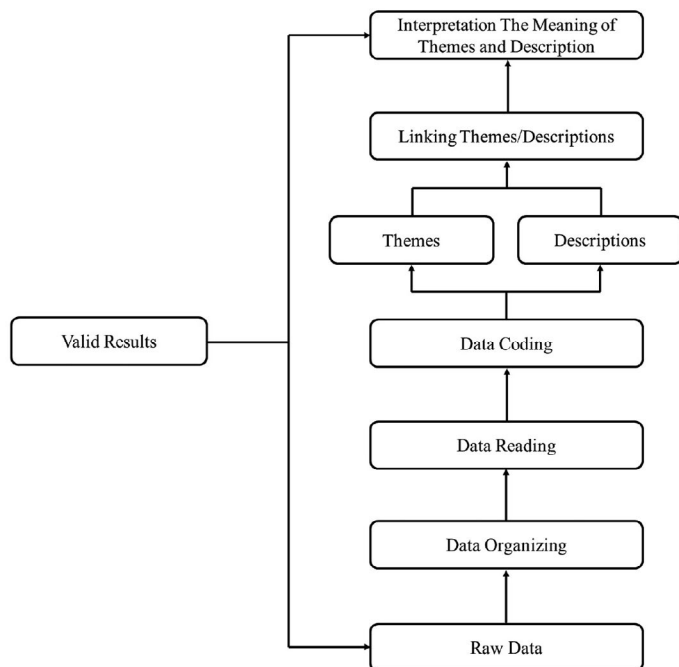 Interpretation The Meaning of
Themes and Description
Linking Themes/Descriptions
Themes
Descriptions
Valid Results
Data Coding
Data Reading
Data Organizing
Raw Data